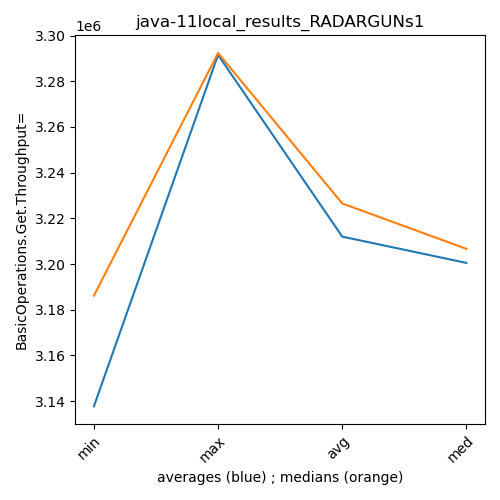 java-11local_results_RADARGUNs1
1e6
3.30
3.28
3.26
3.24
3.22
3.20
3.18
3.16
3.14
BasicOperations.Get.Throughput=
min
max
avg
med
averages (blue) ; medians (orange)